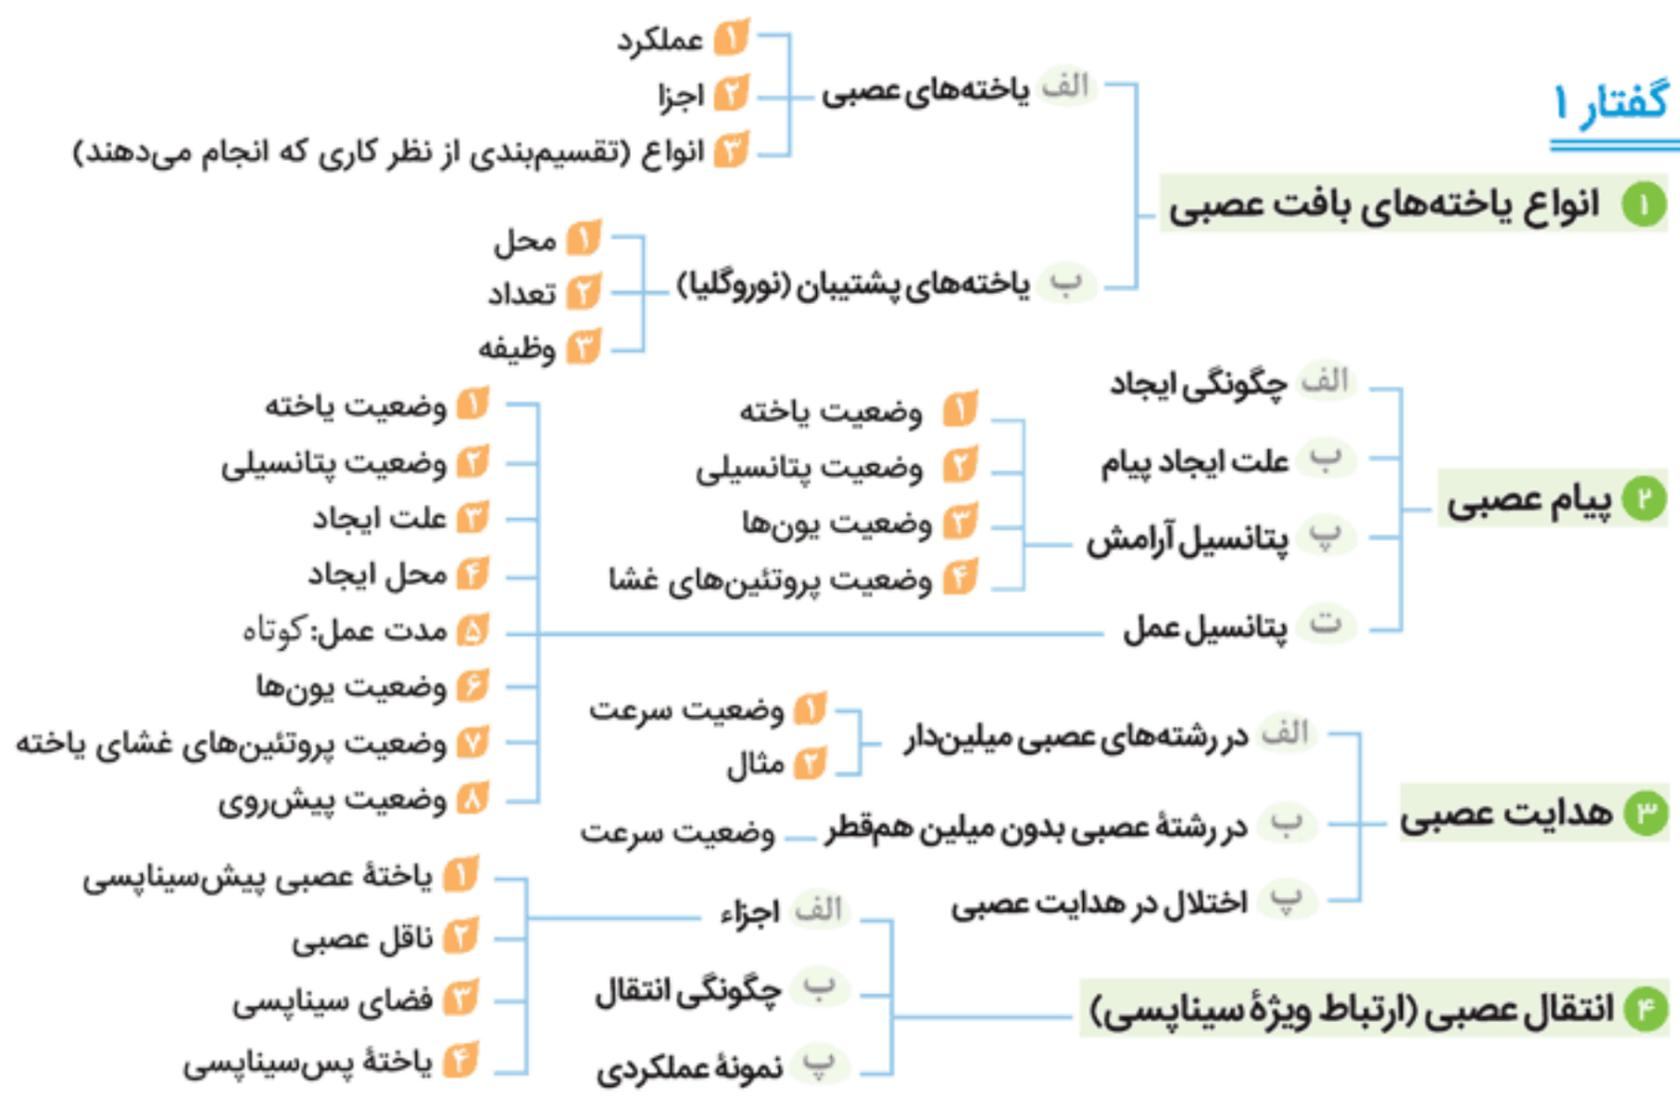 گفتار ۱
۱ انواع یاخته‌های بافت عصبی
الف یاخته‌های عصبی
۱ عملکرد
۲ اجزا
۳ انواع (تقسیم‌بندی از نظر کاری که انجام می‌دهند)
ب یاخته‌های پشتیبان (نوروگلیا)
۱ محل
۲ تعداد
۳ وظیفه
۲ پیام عصبی
الف چگونگی ایجاد
ب علت ایجاد پیام
پ پتانسیل آرامش
۱ وضعیت یاخته
۲ وضعیت پتانسیلی
۳ وضعیت یون‌ها
۴ وضعیت پروتئین‌های غشا
ت پتانسیل عمل
۱ وضعیت یاخته
۲ وضعیت پتانسیلی
۳ علت ایجاد
۴ محل ایجاد
۵ مدت عمل: کوتاه
۶ وضعیت یون‌ها
۷ وضعیت پروتئین‌های غشای یاخته
۸ وضعیت پیش‌روی
۳ هدایت عصبی
الف در رشته‌های عصبی میلین‌دار
۱ وضعیت سرعت
۲ مثال
ب در رشتهٔ عصبی بدون میلین هم‌قطر
وضعیت سرعت
پ اختلال در هدایت عصبی
۴ انتقال عصبی (ارتباط ویژهٔ سیناپسی)
الف اجزاء
۱ یاختهٔ عصبی پیش‌سیناپسی
۲ ناقل عصبی
۳ فضای سیناپسی
۴ یاختهٔ پس‌سیناپسی
ب چگونگی انتقال
پ نمونهٔ عملکردی